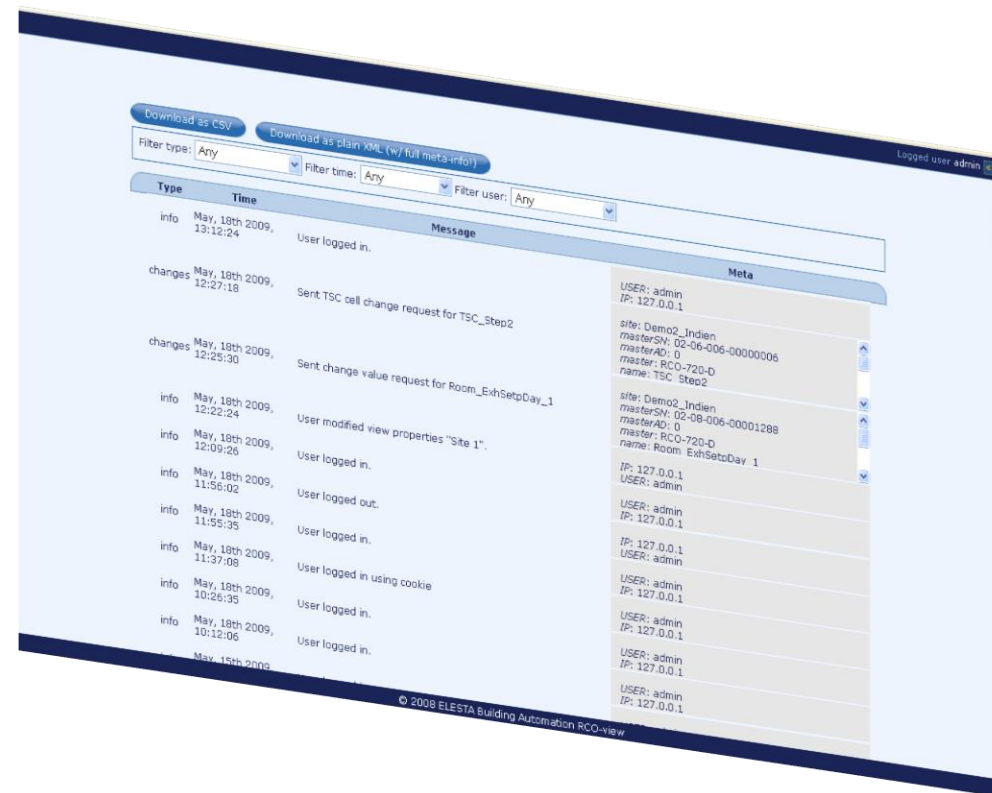 Logged user admin
Download as CSV
Download as plain XML (w/ full meta-info!)
Filter type: Any
Filter time: Any
Filter user: Any
Type
Time
Message
Meta
info
May, 18th 2009,
13:12:24
User logged in.
USER: admin
IP: 127.0.0.1
changes
May, 18th 2009,
12:27:18
Sent TSC cell change request for TSC_Step2
site: Demo2_Indien
masterSN: 02-06-006-00000006
masterAD: 0
master: RCO-720-D
name: TSC_Step2
changes
May, 18th 2009,
12:25:30
Sent change value request for Room_ExhSetpDay_1
site: Demo2_Indien
masterSN: 02-08-006-00001288
masterAD: 0
master: RCO-720-D
name: Room_ExhSetpDay_1
info
May, 18th 2009,
12:22:24
User modified view properties "Site 1".
IP: 127.0.0.1
USER: admin
info
May, 18th 2009,
12:09:26
User logged in.
USER: admin
IP: 127.0.0.1
info
May, 18th 2009,
11:56:02
User logged out.
IP: 127.0.0.1
USER: admin
info
May, 18th 2009,
11:55:35
User logged in.
USER: admin
IP: 127.0.0.1
info
May, 18th 2009,
11:37:08
User logged in using cookie
USER: admin
IP: 127.0.0.1
info
May, 18th 2009,
10:26:35
User logged in.
USER: admin
IP: 127.0.0.1
info
May, 18th 2009,
10:12:06
User logged in.
USER: admin
IP: 127.0.0.1
May, 15th 2009
© 2008 ELESTA Building Automation RCO-view